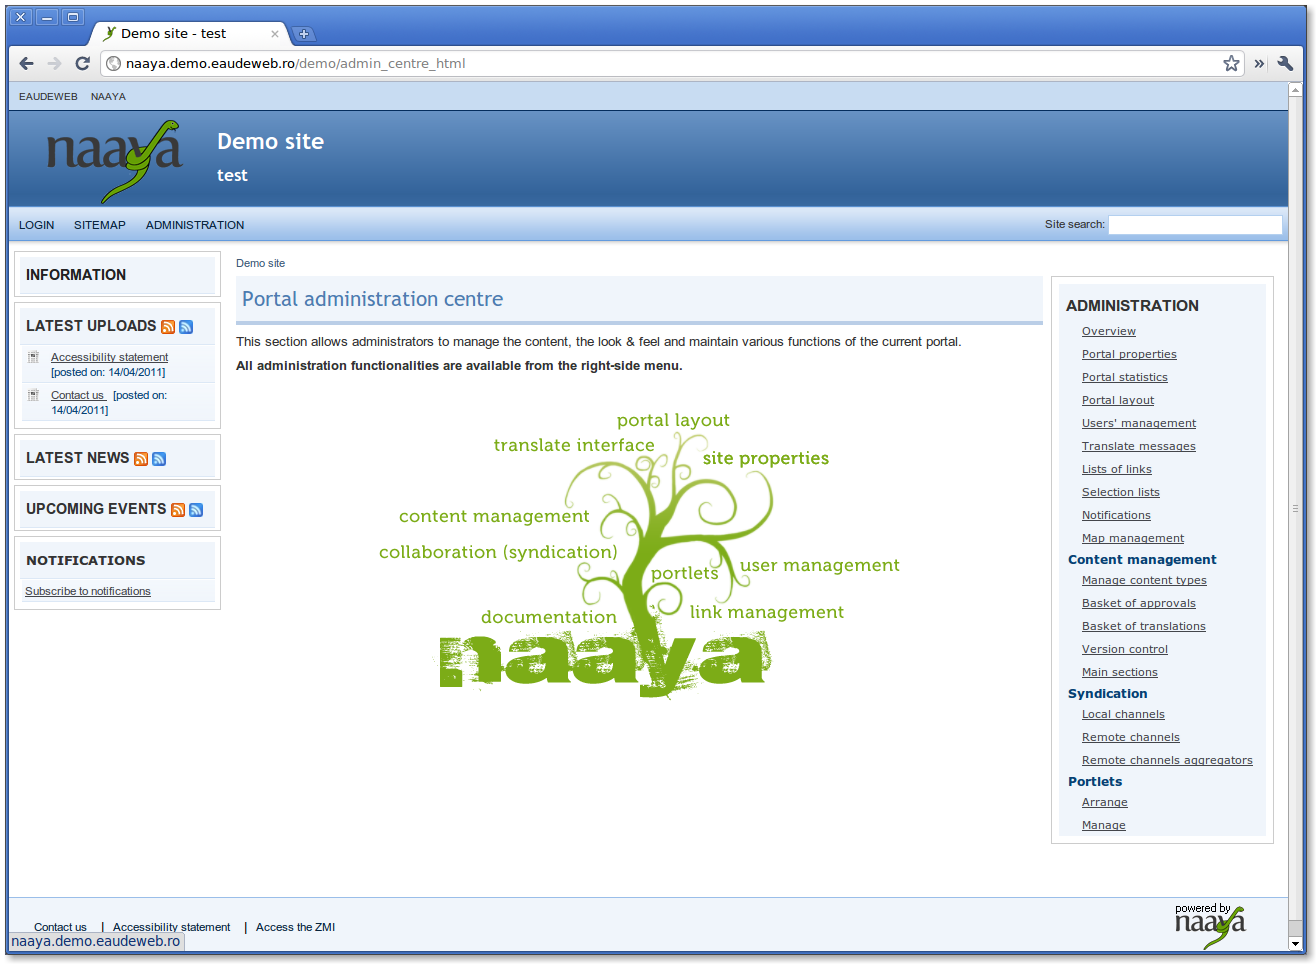 Demo site - test
naaya.demo.eaudeweb.ro/demo/admin_centre_html
EAUDEWEB NAAYA
naaya
Demo site
test
LOGIN SITEMAP ADMINISTRATION
Site search:
INFORMATION
LATEST UPLOADS
Accessibility statement
[posted on: 14/04/2011]
Contact us [posted on:
14/04/2011]
LATEST NEWS
UPCOMING EVENTS
NOTIFICATIONS
Subscribe to notifications
Demo site
Portal administration centre
This section allows administrators to manage the content, the look & feel and maintain various functions of the current portal.
All administration functionalities are available from the right-side menu.
portal layout
translate interface
site properties
content management
collaboration (syndication)
portlets
user management
documentation
link management
naaya
ADMINISTRATION
Overview
Portal properties
Portal statistics
Portal layout
Users' management
Translate messages
Lists of links
Selection lists
Notifications
Map management
Content management
Manage content types
Basket of approvals
Basket of translations
Version control
Main sections
Syndication
Local channels
Remote channels
Remote channels aggregators
Portlets
Arrange
Manage
Contact us | Accessibility statement | Access the ZMI
powered by
naaya
naaya.demo.eaudeweb.ro